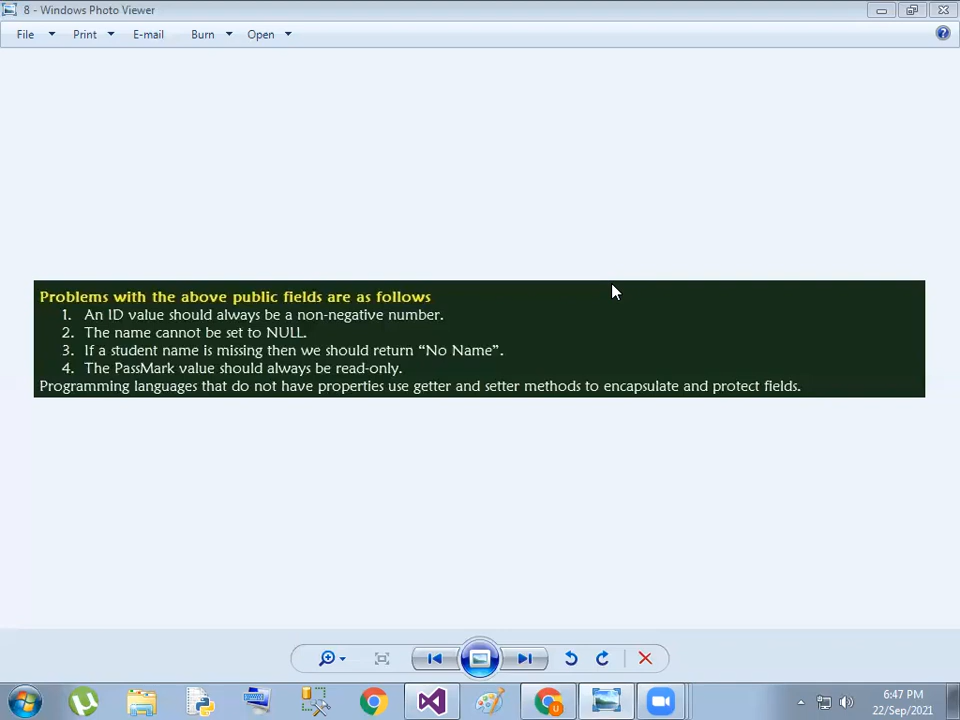 8 - Windows Photo Viewer
File Print E-mail Burn Open
Problems with the above public fields are as follows
1. An ID value should always be a non-negative number.
2. The name cannot be set to NULL.
3. If a student name is missing then we should return “No Name”.
4. The PassMark value should always be read-only.
Programming languages that do not have properties use getter and setter methods to encapsulate and protect fields.
6:47 PM
22/Sep/2021